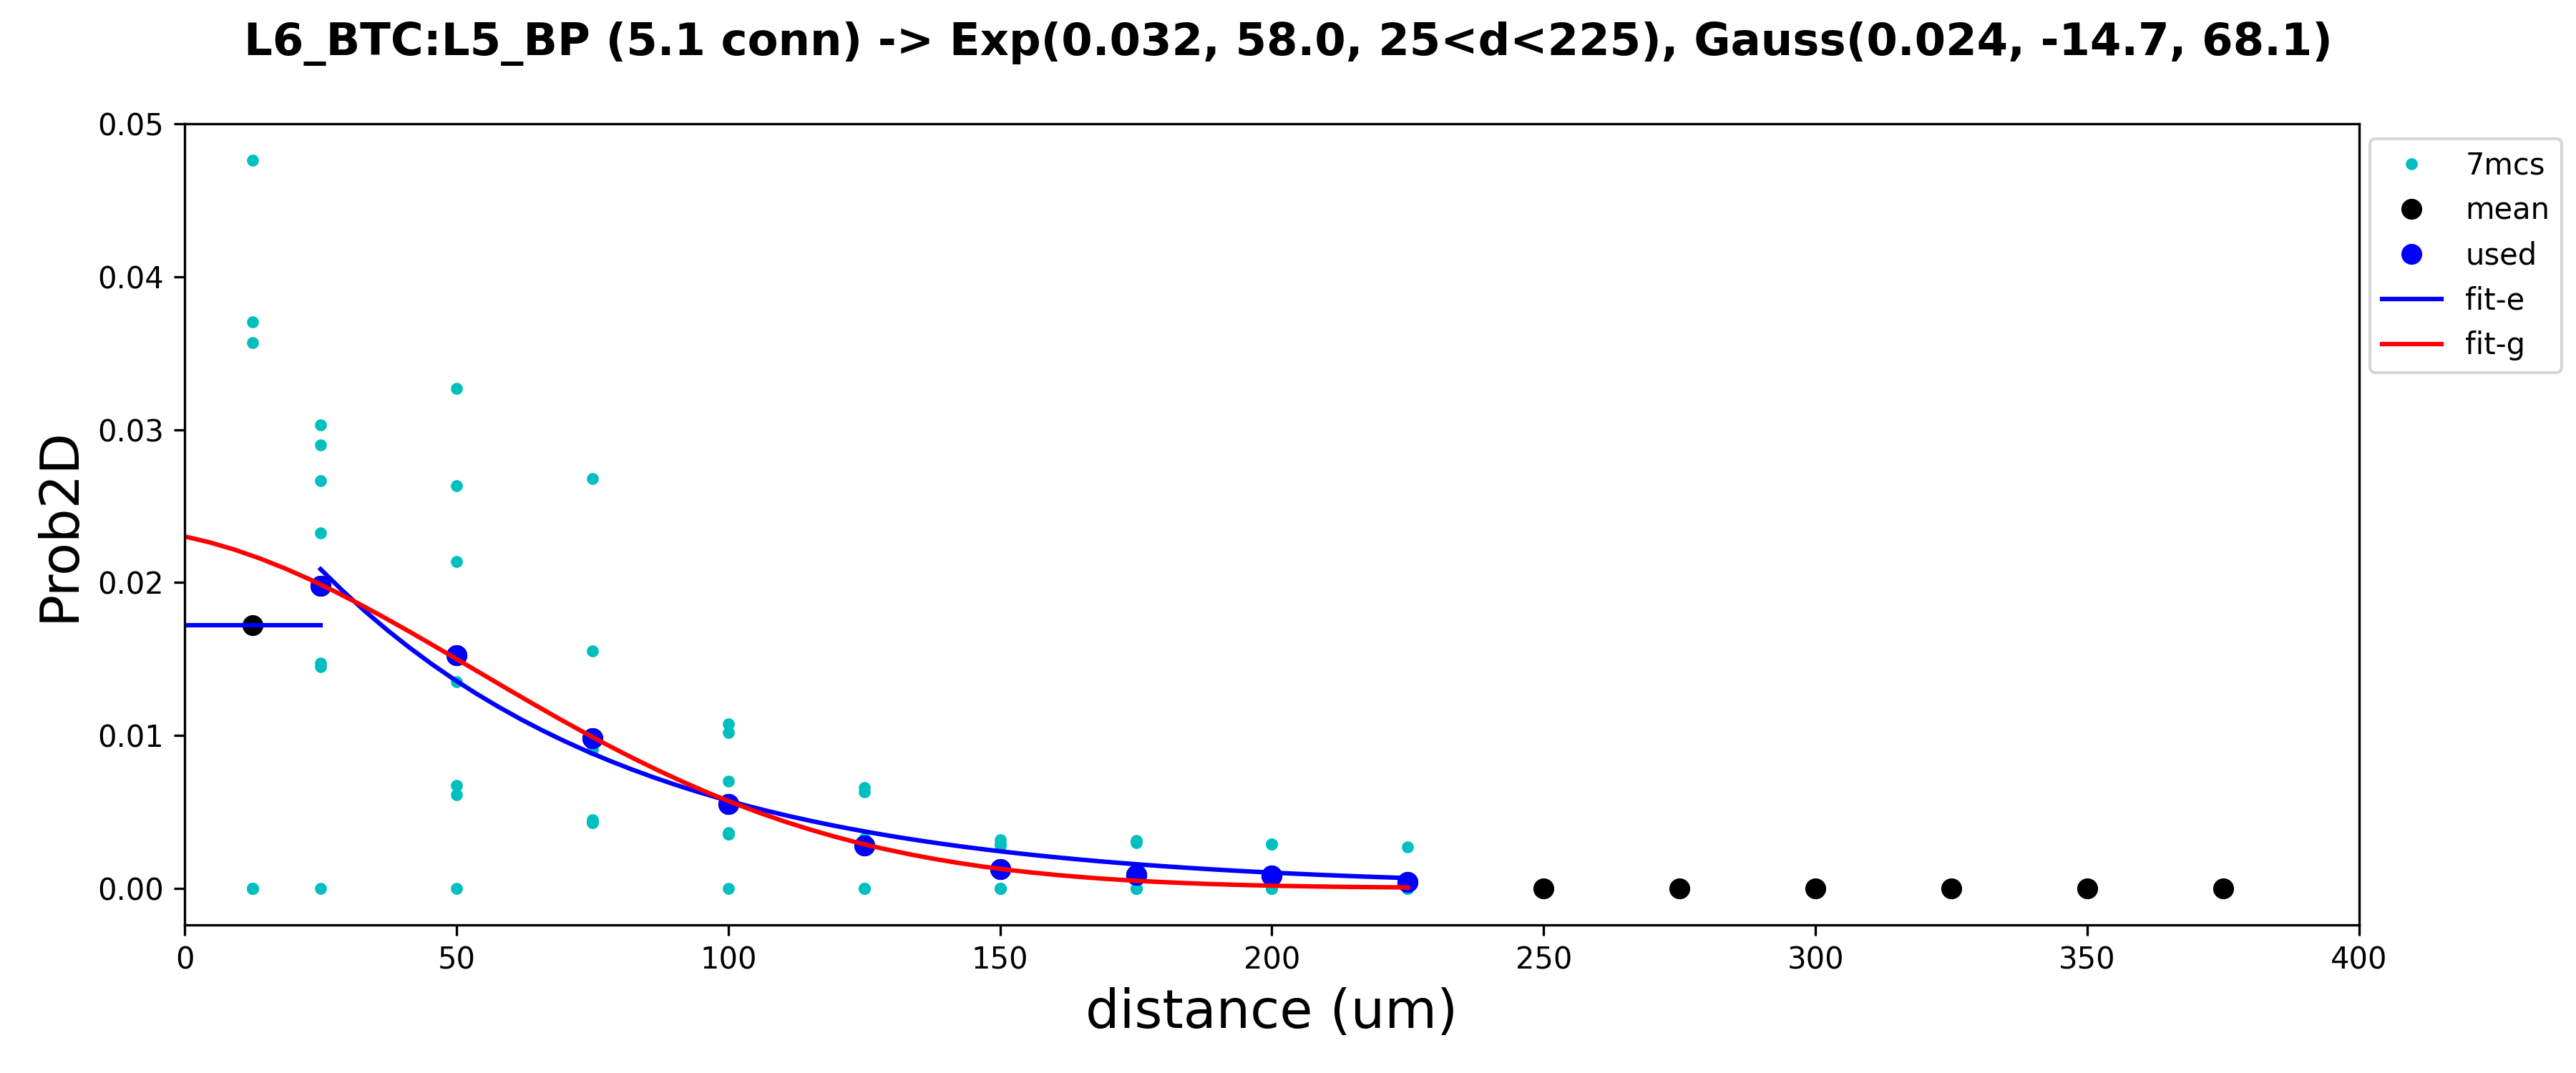 L6_BTC:L5_BP (5.1 conn) -> Exp(0.032, 58.0, 25<d<225), Gauss(0.024, -14.7, 68.1)
0.05
0.04
0.03
0.02
0.01
0.00
Prob2D
0 50 100 150 200 250 300 350 400
distance (um)
7mcs
mean
used
fit-e
fit-g